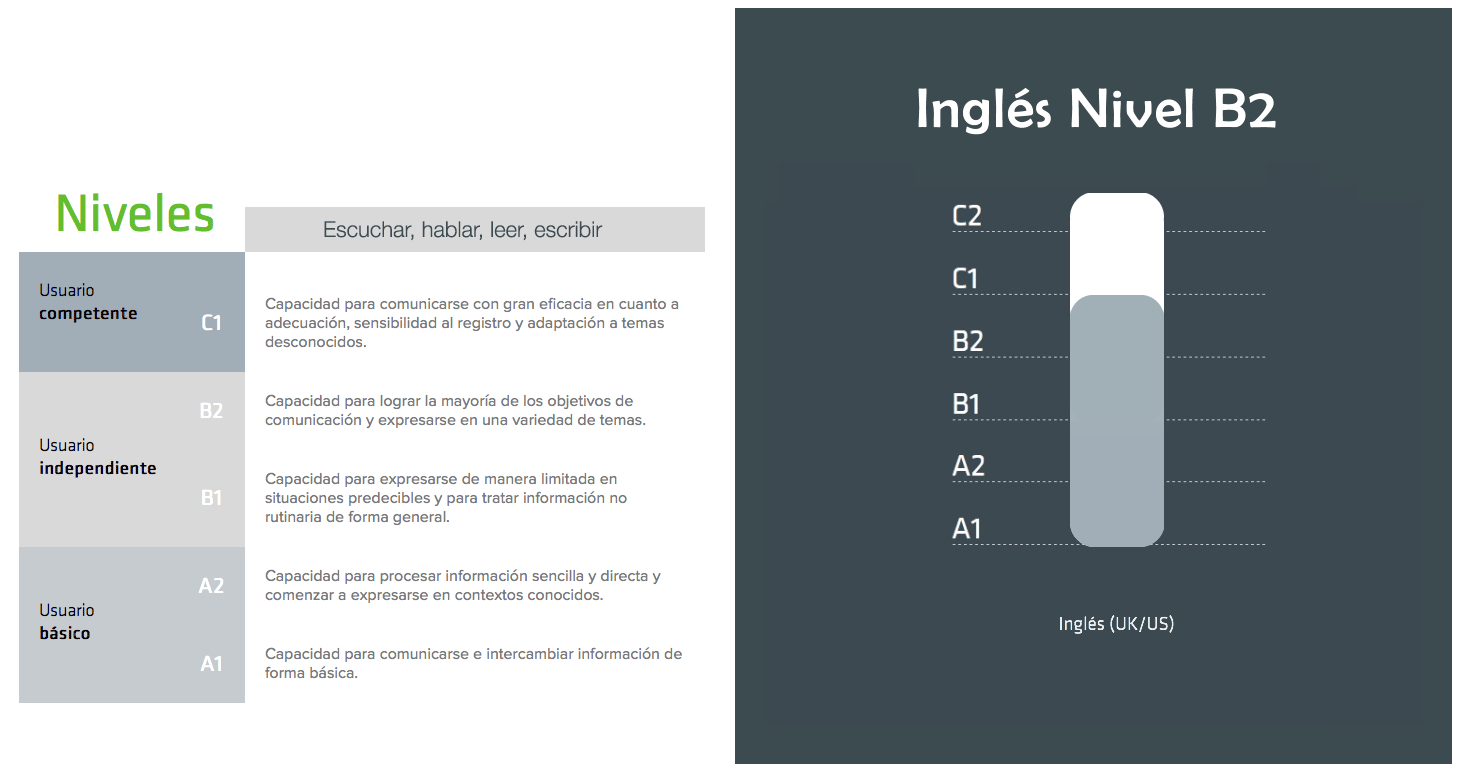 Niveles
Escuchar, hablar, leer, escribir
Usuario
competente
C1
Capacidad para comunicarse con gran eficacia en cuanto a
adecuación, sensibilidad al registro y adaptación a temas
desconocidos.
Usuario
independiente
B2
Capacidad para lograr la mayoría de los objetivos de
comunicación y expresarse en una variedad de temas.
B1
Capacidad para expresarse de manera limitada en
situaciones predecibles y para tratar información no
rutinaria de forma general.
Usuario
básico
A2
Capacidad para procesar información sencilla y directa y
comenzar a expresarse en contextos conocidos.
A1
Capacidad para comunicarse e intercambiar información de
forma básica.
Inglés Nivel B2
C2
C1
B2
B1
A2
A1
Inglés (UK/US)